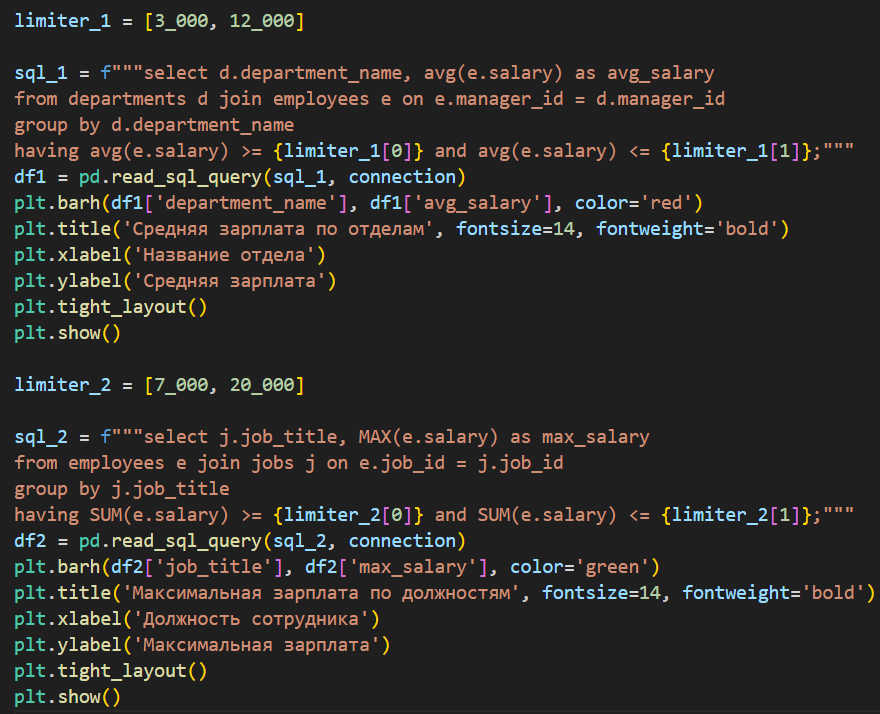 limiter_1 = [3_000, 12_000]
sql_1 = f"""select d.department_name, avg(e.salary) as avg_salary
from departments d join employees e on e.manager_id = d.manager_id
group by d.department_name
having avg(e.salary) >= {limiter_1[0]} and avg(e.salary) <= {limiter_1[1]};"""
df1 = pd.read_sql_query(sql_1, connection)
plt.barh(df1['department_name'], df1['avg_salary'], color='red')
plt.title('Средняя зарплата по отделам', fontsize=14, fontweight='bold')
plt.xlabel('Название отдела')
plt.ylabel('Средняя зарплата')
plt.tight_layout()
plt.show()
limiter_2 = [7_000, 20_000]
sql_2 = f"""select j.job_title, MAX(e.salary) as max_salary
from employees e join jobs j on e.job_id = j.job_id
group by j.job_title
having SUM(e.salary) >= {limiter_2[0]} and SUM(e.salary) <= {limiter_2[1]};"""
df2 = pd.read_sql_query(sql_2, connection)
plt.barh(df2['job_title'], df2['max_salary'], color='green')
plt.title('Максимальная зарплата по должностям', fontsize=14, fontweight='bold')
plt.xlabel('Должность сотрудника')
plt.ylabel('Максимальная зарплата')
plt.tight_layout()
plt.show()